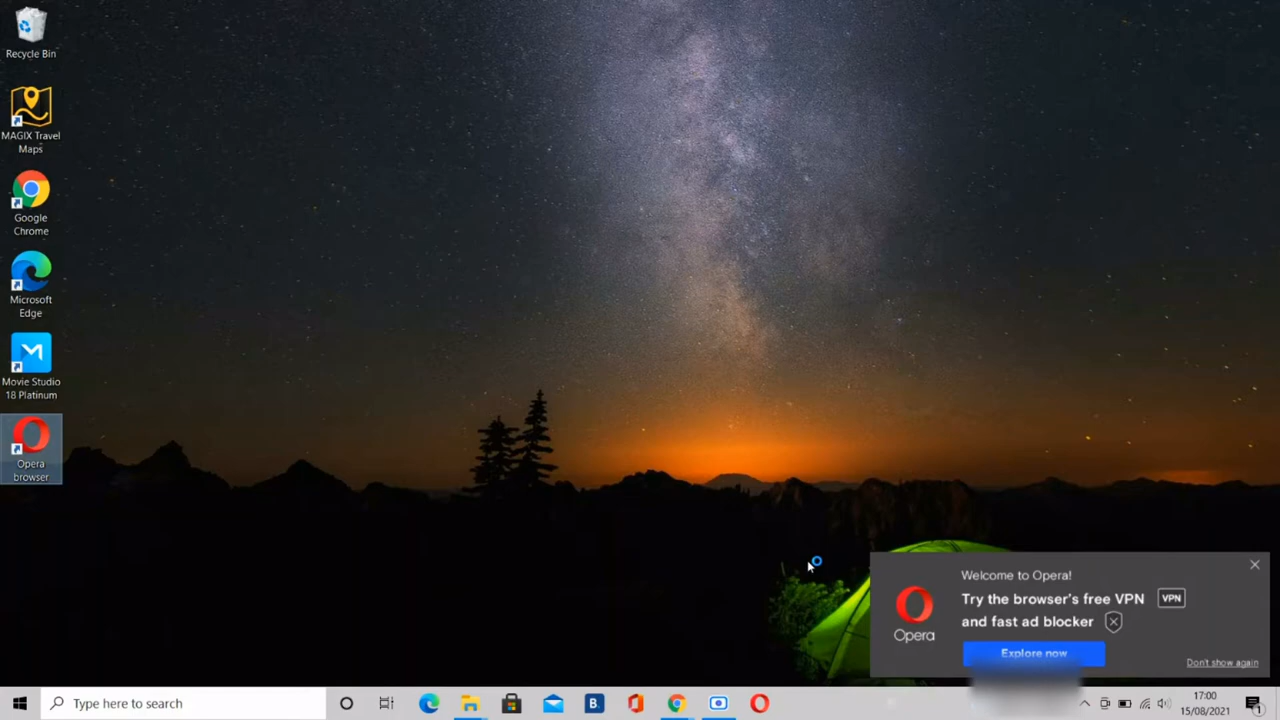 Recycle Bin
MAGIX Travel
Maps
Google
Chrome
Microsoft
Edge
Movie Studio
18 Platinum
Opera
browser
Welcome to Opera!
Try the browser's free VPN VPN
and fast ad blocker
Opera
Explore now
Don't show again
Type here to search
B.
17:00
15/08/2021
1